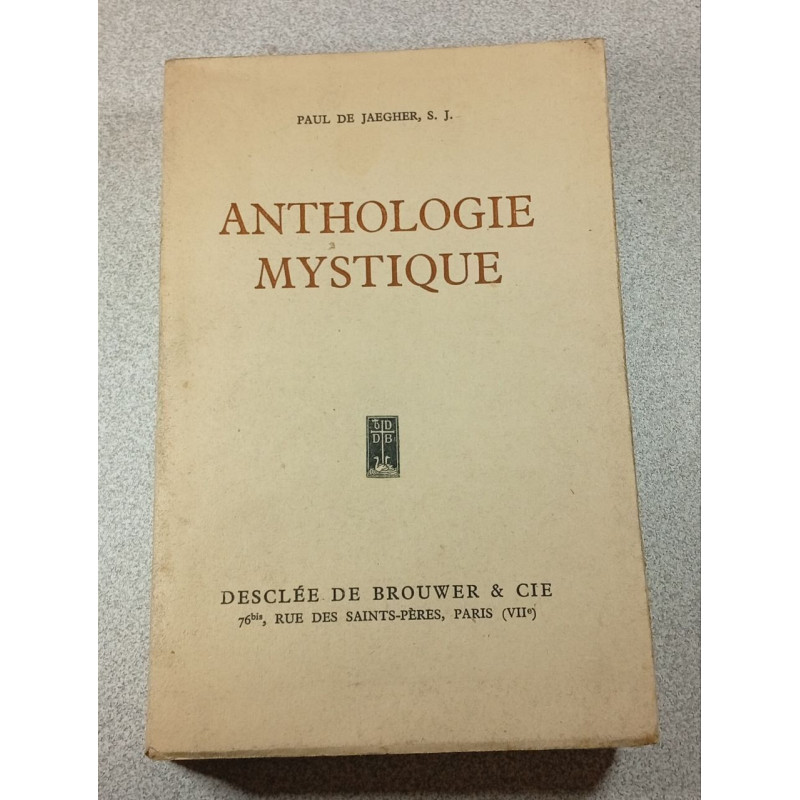 PAUL DE JAEGHER, S. J.
ANTHOLOGIE
MYSTIQUE
D D
D B
DESCLÉE DE BROUWER & CIE
76bis, RUE DES SAINTS-PÈRES, PARIS (VIIe)